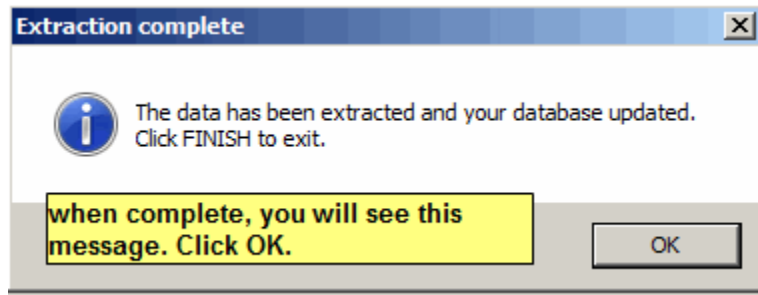 Extraction complete
The data has been extracted and your database updated.
Click FINISH to exit.
when complete, you will see this
message. Click OK.
OK